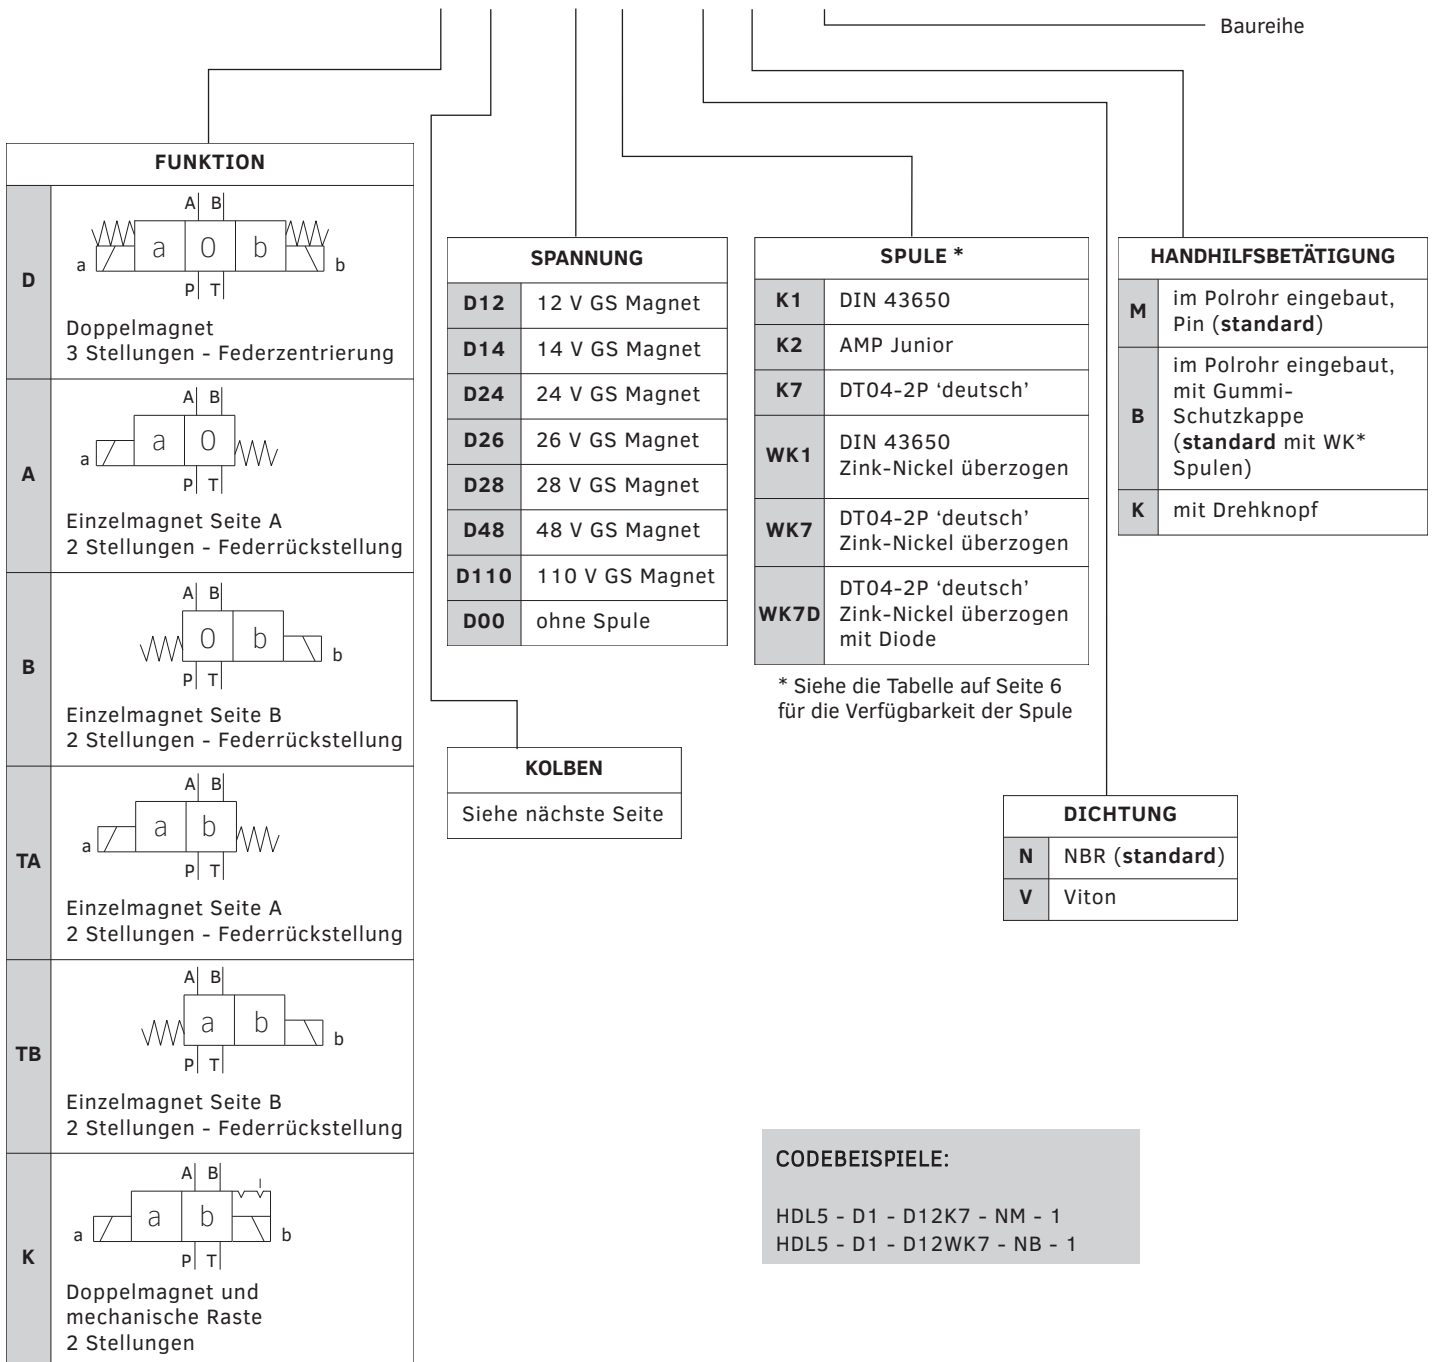 Baureihe
FUNKTION
D
A B
a 0 b
a b
P T
Doppelmagnet
3 Stellungen - Federzentrierung
A
A B
a 0
a
P T
Einzelmagnet Seite A
2 Stellungen - Federrückstellung
B
A B
0 b
b
P T
Einzelmagnet Seite B
2 Stellungen - Federrückstellung
TA
A B
a b
a
P T
Einzelmagnet Seite A
2 Stellungen - Federrückstellung
TB
A B
a b
b
P T
Einzelmagnet Seite B
2 Stellungen - Federrückstellung
K
A B
a b
a b
P T
Doppelmagnet und
mechanische Raste
2 Stellungen
SPANNUNG
D12 12 V GS Magnet
D14 14 V GS Magnet
D24 24 V GS Magnet
D26 26 V GS Magnet
D28 28 V GS Magnet
D48 48 V GS Magnet
D110 110 V GS Magnet
D00 ohne Spule
KOLBEN
Siehe nächste Seite
SPULE *
K1 DIN 43650
K2 AMP Junior
K7 DT04-2P ‘deutsch’
WK1 DIN 43650
Zink-Nickel überzogen
WK7 DT04-2P ‘deutsch’
Zink-Nickel überzogen
WK7D DT04-2P ‘deutsch’
Zink-Nickel überzogen
mit Diode
* Siehe die Tabelle auf Seite 6
für die Verfügbarkeit der Spule
HANDHILFSBETÄTIGUNG
M im Polrohr eingebaut,
Pin (standard)
B im Polrohr eingebaut,
mit Gummi-
Schutzkappe
(standard mit WK*
Spulen)
K mit Drehknopf
DICHTUNG
N NBR (standard)
V Viton
CODEBEISPIELE:
HDL5 - D1 - D12K7 - NM - 1
HDL5 - D1 - D12WK7 - NB - 1